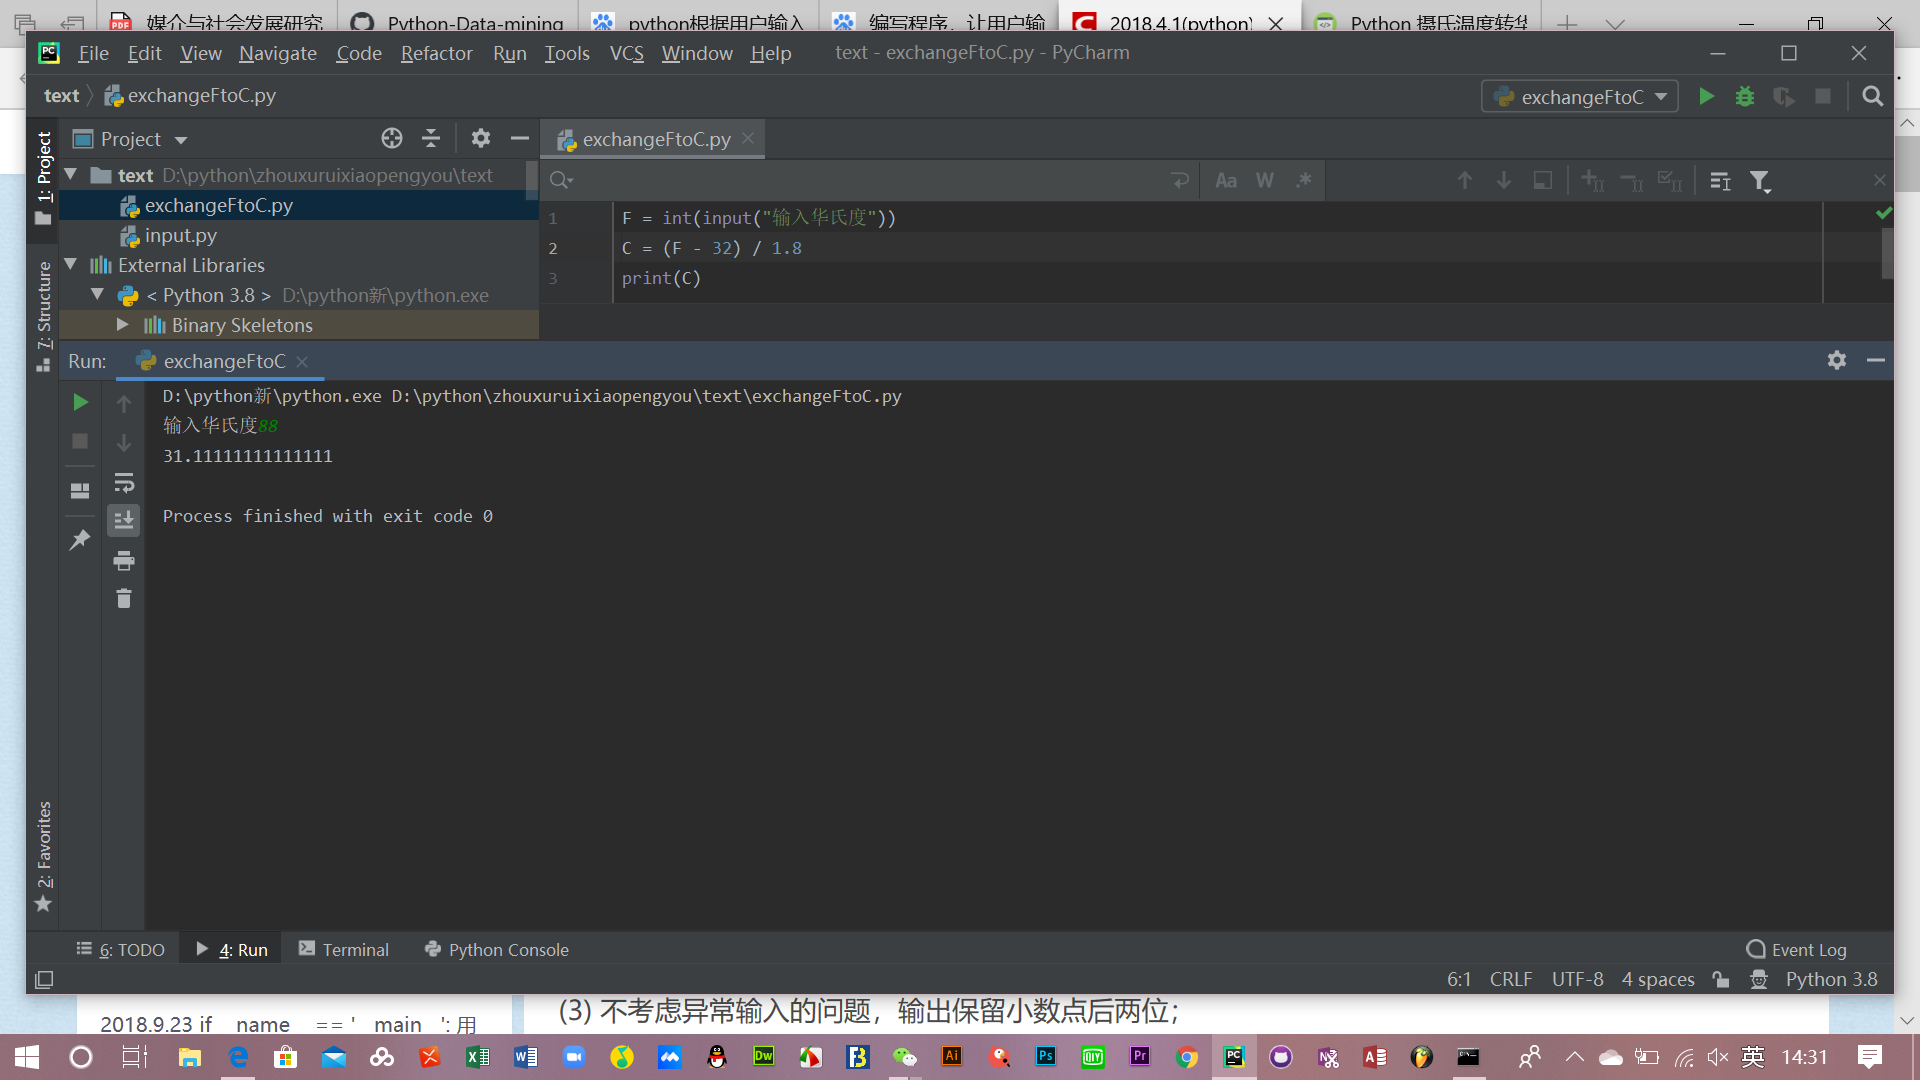 媒介与社会发展研究
Python-Data-mining
python根据用户输入
编写程序，让用户输
2018.4.1(python)
Python 摄氏温度转华
File Edit View Navigate Code Refactor Run Tools VCS Window Help text - exchangeFtoC.py - PyCharm
text exchangeFtoC.py
exchangeFtoC
1: Project
Project
exchangeFtoC.py
text D:\python\zhouxuruixiaopengyou\text
exchangeFtoC.py
input.py
External Libraries
< Python 3.8 > D:\python新\python.exe
Binary Skeletons
Aa W .*
1 F = int(input("输入华氏度"))
2 C = (F - 32) / 1.8
3 print(C)
7: Structure
Run: exchangeFtoC
D:\python新\python.exe D:\python\zhouxuruixiaopengyou\text\exchangeFtoC.py
输入华氏度88
31.11111111111111
Process finished with exit code 0
2: Favorites
6: TODO 4: Run Terminal Python Console Event Log
6:1 CRLF UTF-8 4 spaces Python 3.8
(3) 不考虑异常输入的问题，输出保留小数点后两位；
2018.9.23 if __name__ == '__main__': 用
英 14:31